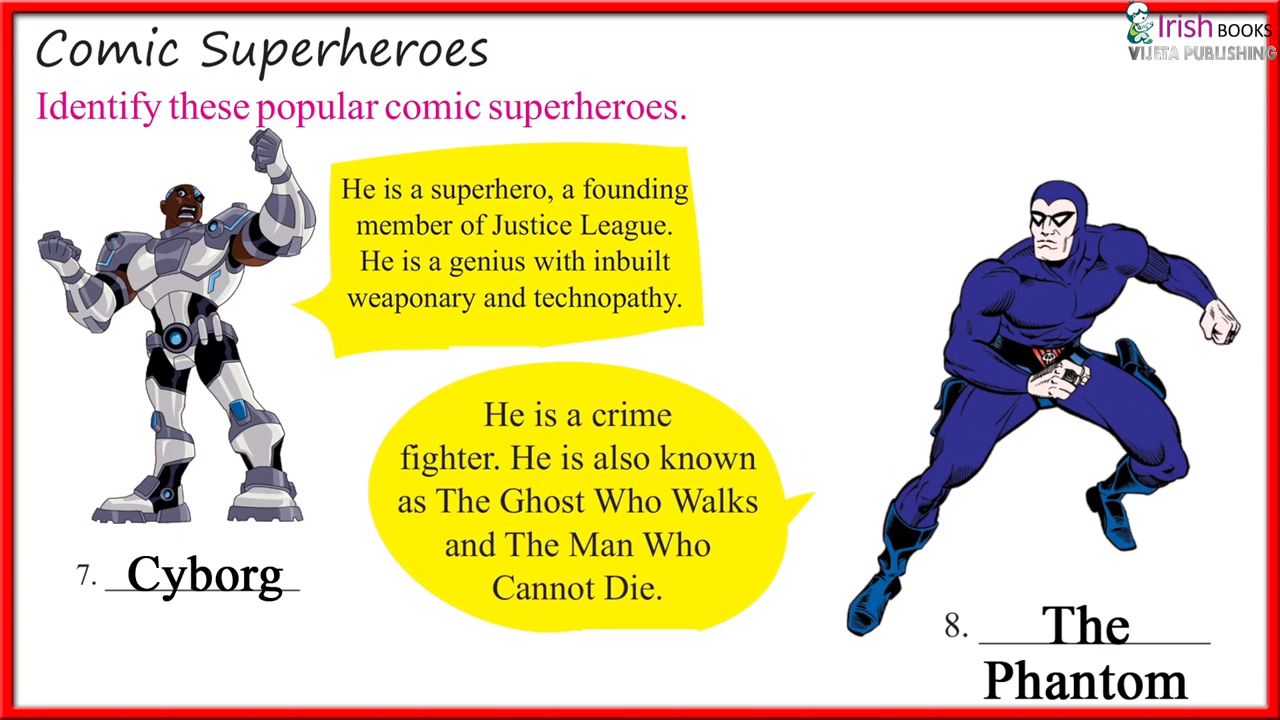 Comic Superheroes
Irish BOOKS
VIJETA PUBLISHING
Identify these popular comic superheroes.
He is a superhero, a founding
member of Justice League.
He is a genius with inbuilt
weaponary and technopathy.
He is a crime
fighter. He is also known
as The Ghost Who Walks
and The Man Who
Cannot Die.
7. Cyborg
8. The
Phantom